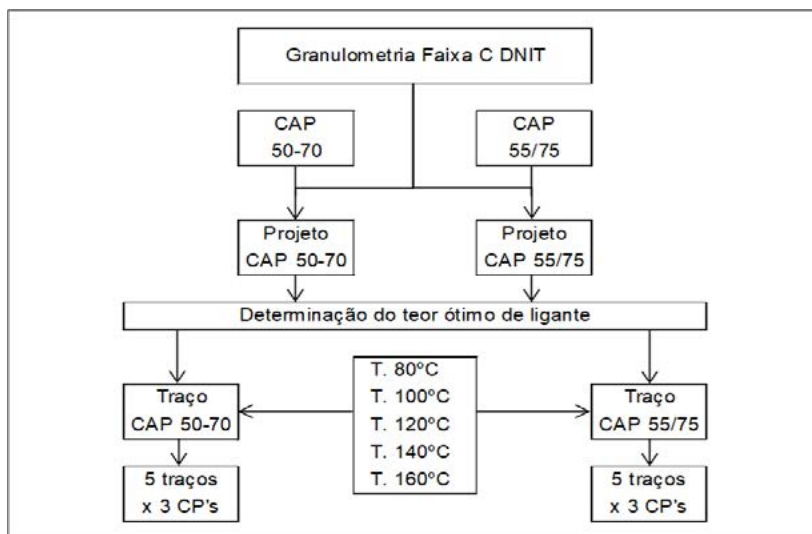 Granulometria Faixa C DNIT
CAP
50-70
CAP
55/75
Projeto
CAP 50-70
Projeto
CAP 55/75
Determinação do teor ótimo de ligante
Traço
CAP 50-70
T. 80ºC
T. 100ºC
T. 120ºC
T. 140ºC
T. 160ºC
Traço
CAP 55/75
5 traços
x 3 CP's
5 traços
x 3 CP's